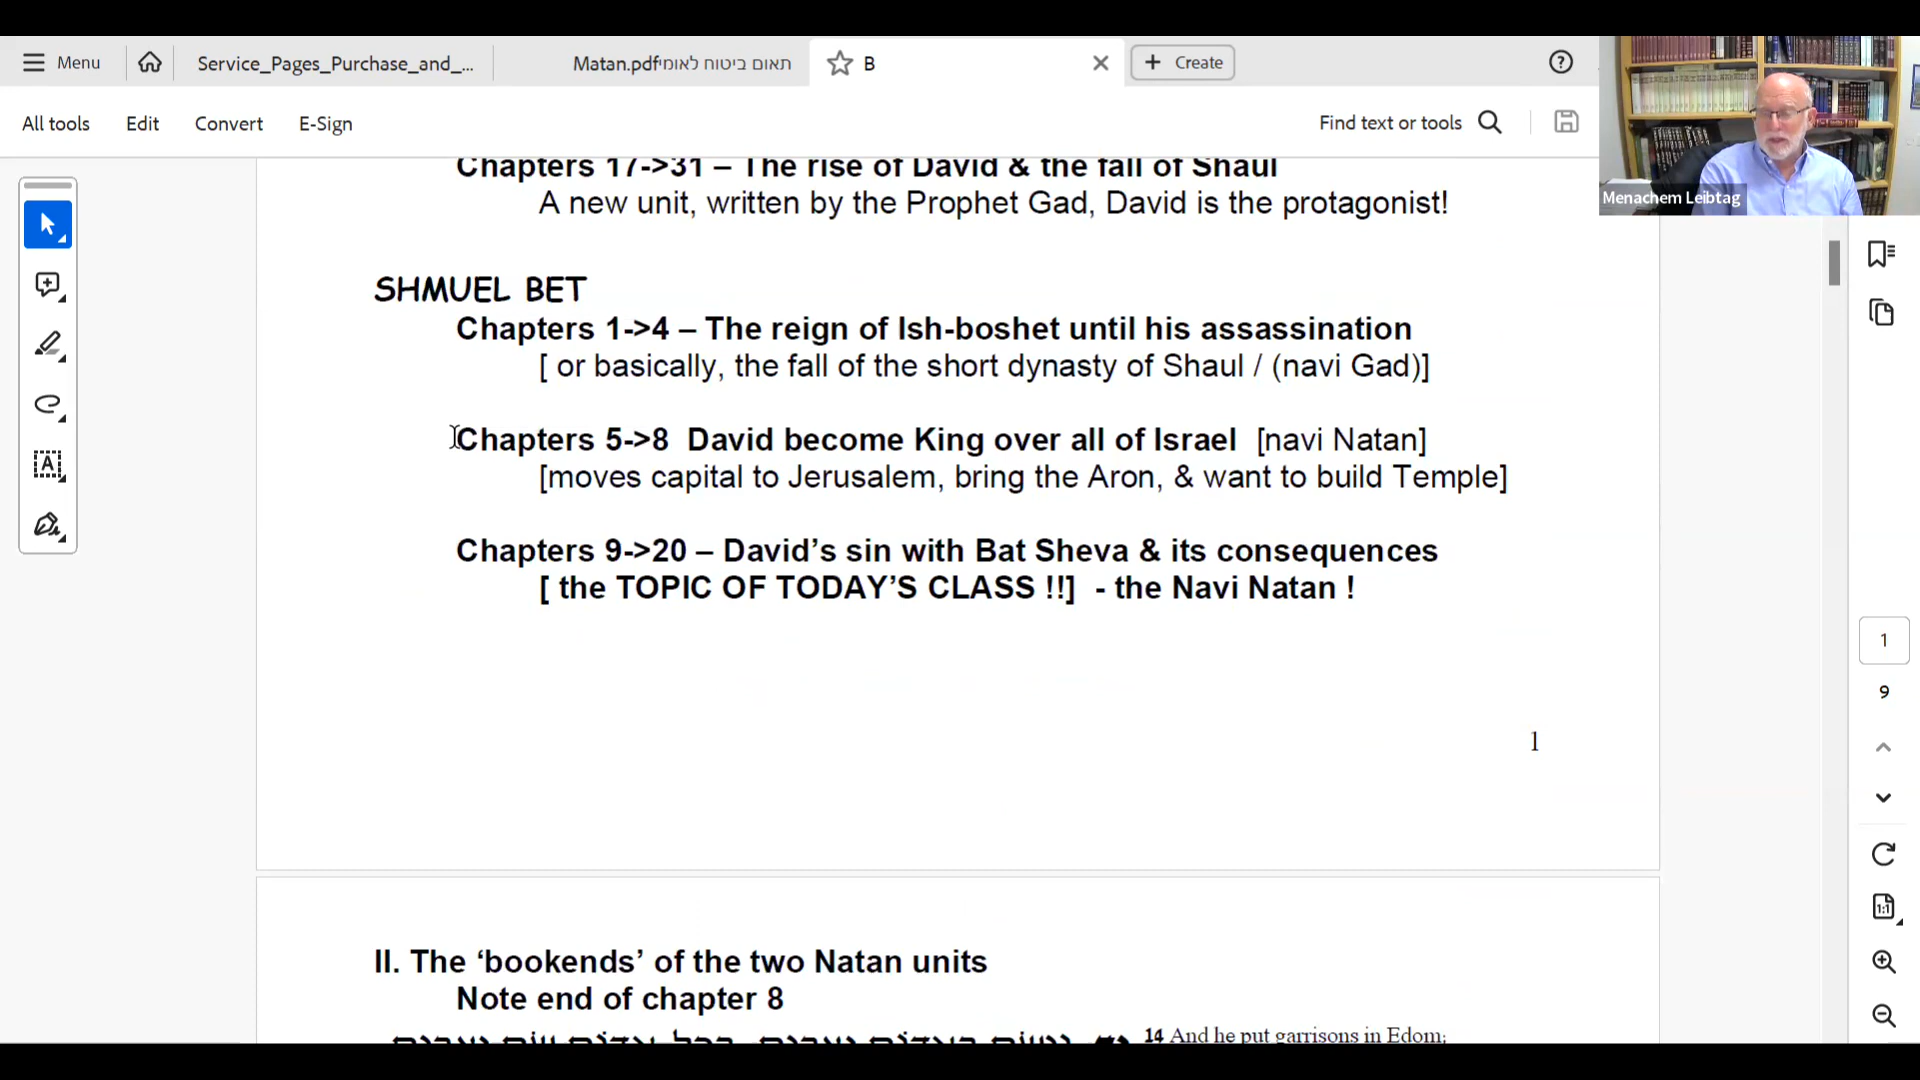 Menu
Service_Pages_Purchase_and_...
תאום ביטוח לאומיMatan.pdf
B
Create
All tools
Edit
Convert
E-Sign
Find text or tools
Menachem Leibtag
Chapters 17->31 – The rise of David & the fall of Shaul
A new unit, written by the Prophet Gad, David is the protagonist!
SHMUEL BET
Chapters 1->4 – The reign of Ish-boshet until his assassination
[ or basically, the fall of the short dynasty of Shaul / (navi Gad)]
Chapters 5->8 David become King over all of Israel [navi Natan]
[moves capital to Jerusalem, bring the Aron, & want to build Temple]
Chapters 9->20 – David’s sin with Bat Sheva & its consequences
[ the TOPIC OF TODAY’S CLASS !!] - the Navi Natan !
1
1
9
II. The ‘bookends’ of the two Natan units
Note end of chapter 8
14 And he put garrisons in Edom;